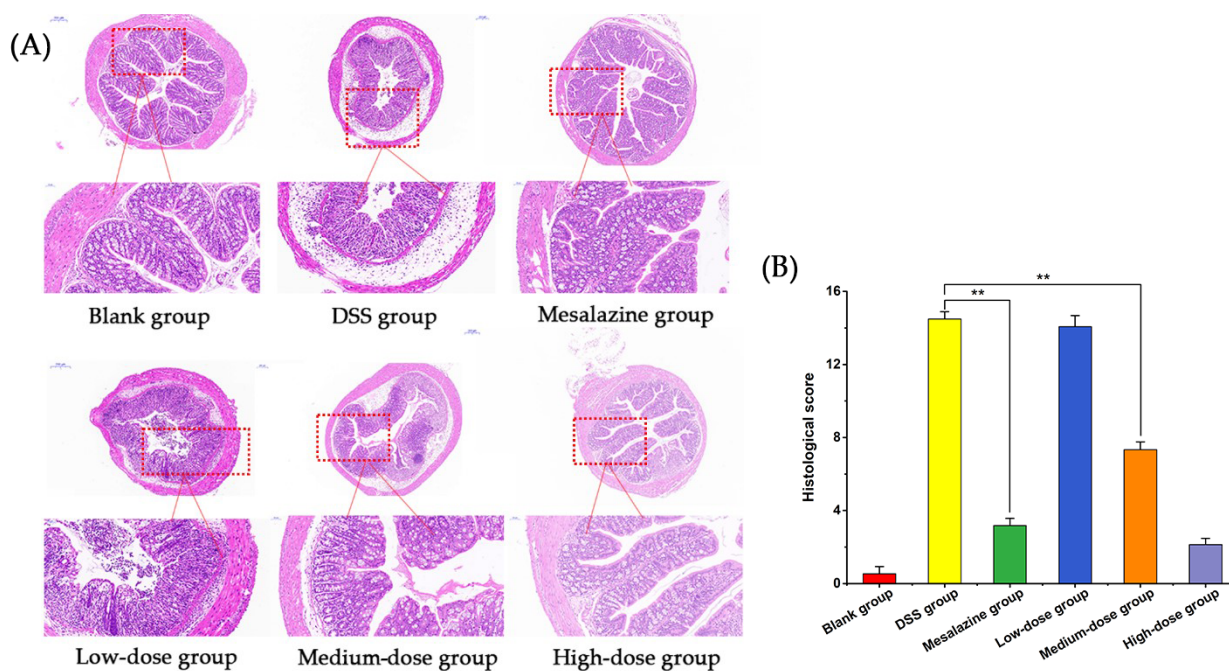 (A)
Blank group
DSS group
Mesalazine group
Low-dose group
Medium-dose group
High-dose group
(B)
**
**
16
12
8
4
0
Histological score
Blank group
DSS group
Mesalazine group
Low-dose group
Medium-dose group
High-dose group